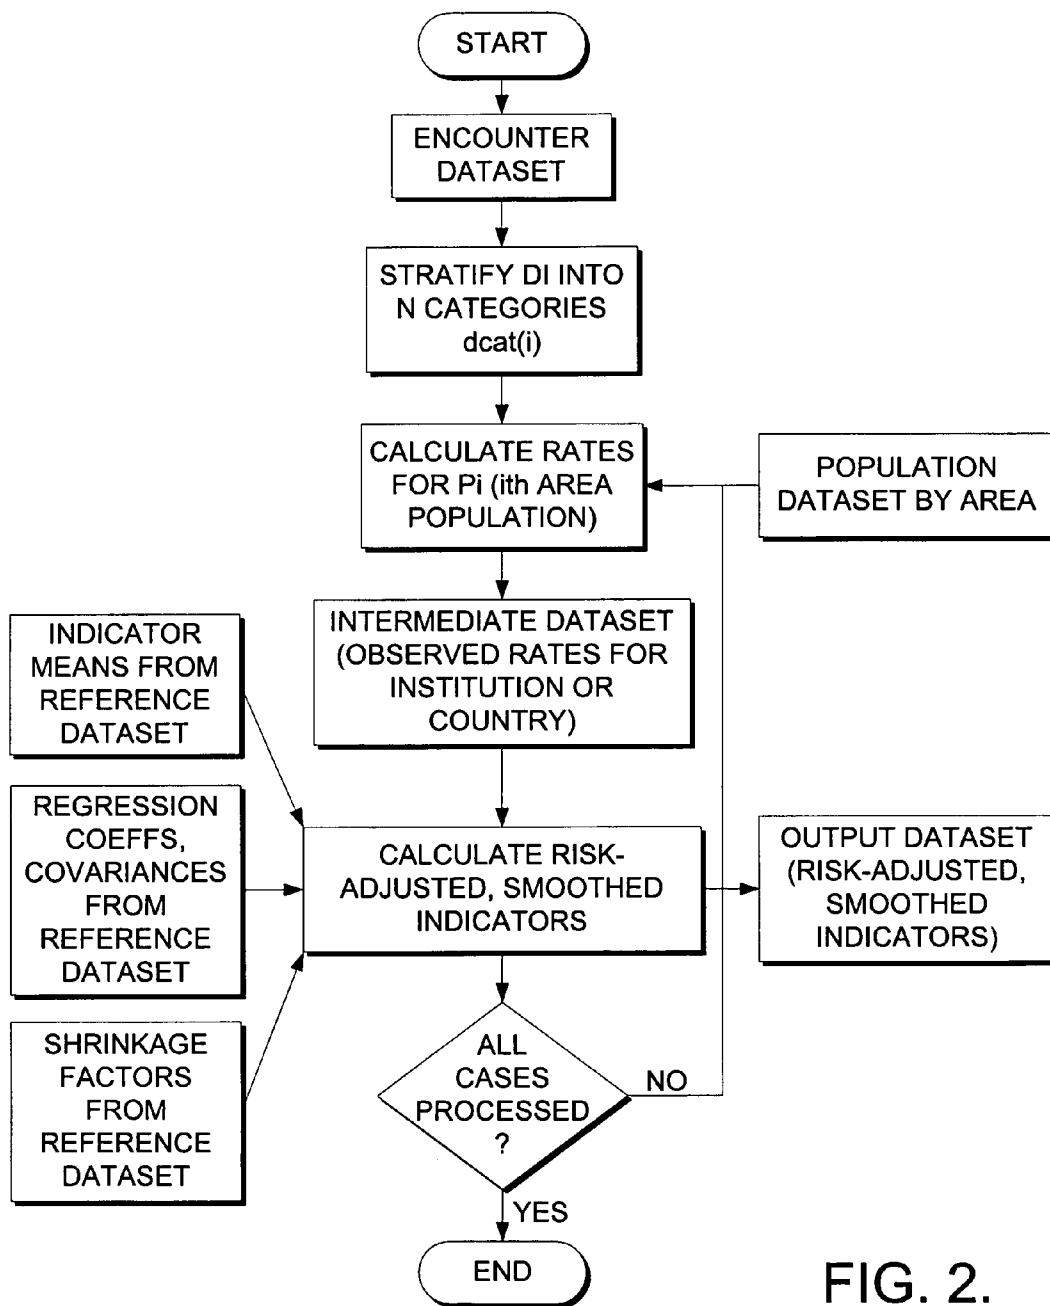 START
ENCOUNTER
DATASET
STRATIFY DI INTO
N CATEGORIES
dcat(i)
CALCULATE RATES
FOR Pi (ith AREA
POPULATION)
POPULATION
DATASET BY AREA
INTERMEDIATE DATASET
(OBSERVED RATES FOR
INSTITUTION OR
COUNTRY)
INDICATOR
MEANS FROM
REFERENCE
DATASET
REGRESSION
COEFFS,
COVARIANCES
FROM
REFERENCE
DATASET
CALCULATE RISK-
ADJUSTED, SMOOTHED
INDICATORS
OUTPUT DATASET
(RISK-ADJUSTED,
SMOOTHED
INDICATORS)
SHRINKAGE
FACTORS
FROM
REFERENCE
DATASET
ALL
CASES
PROCESSED
?
NO
YES
END
FIG. 2.